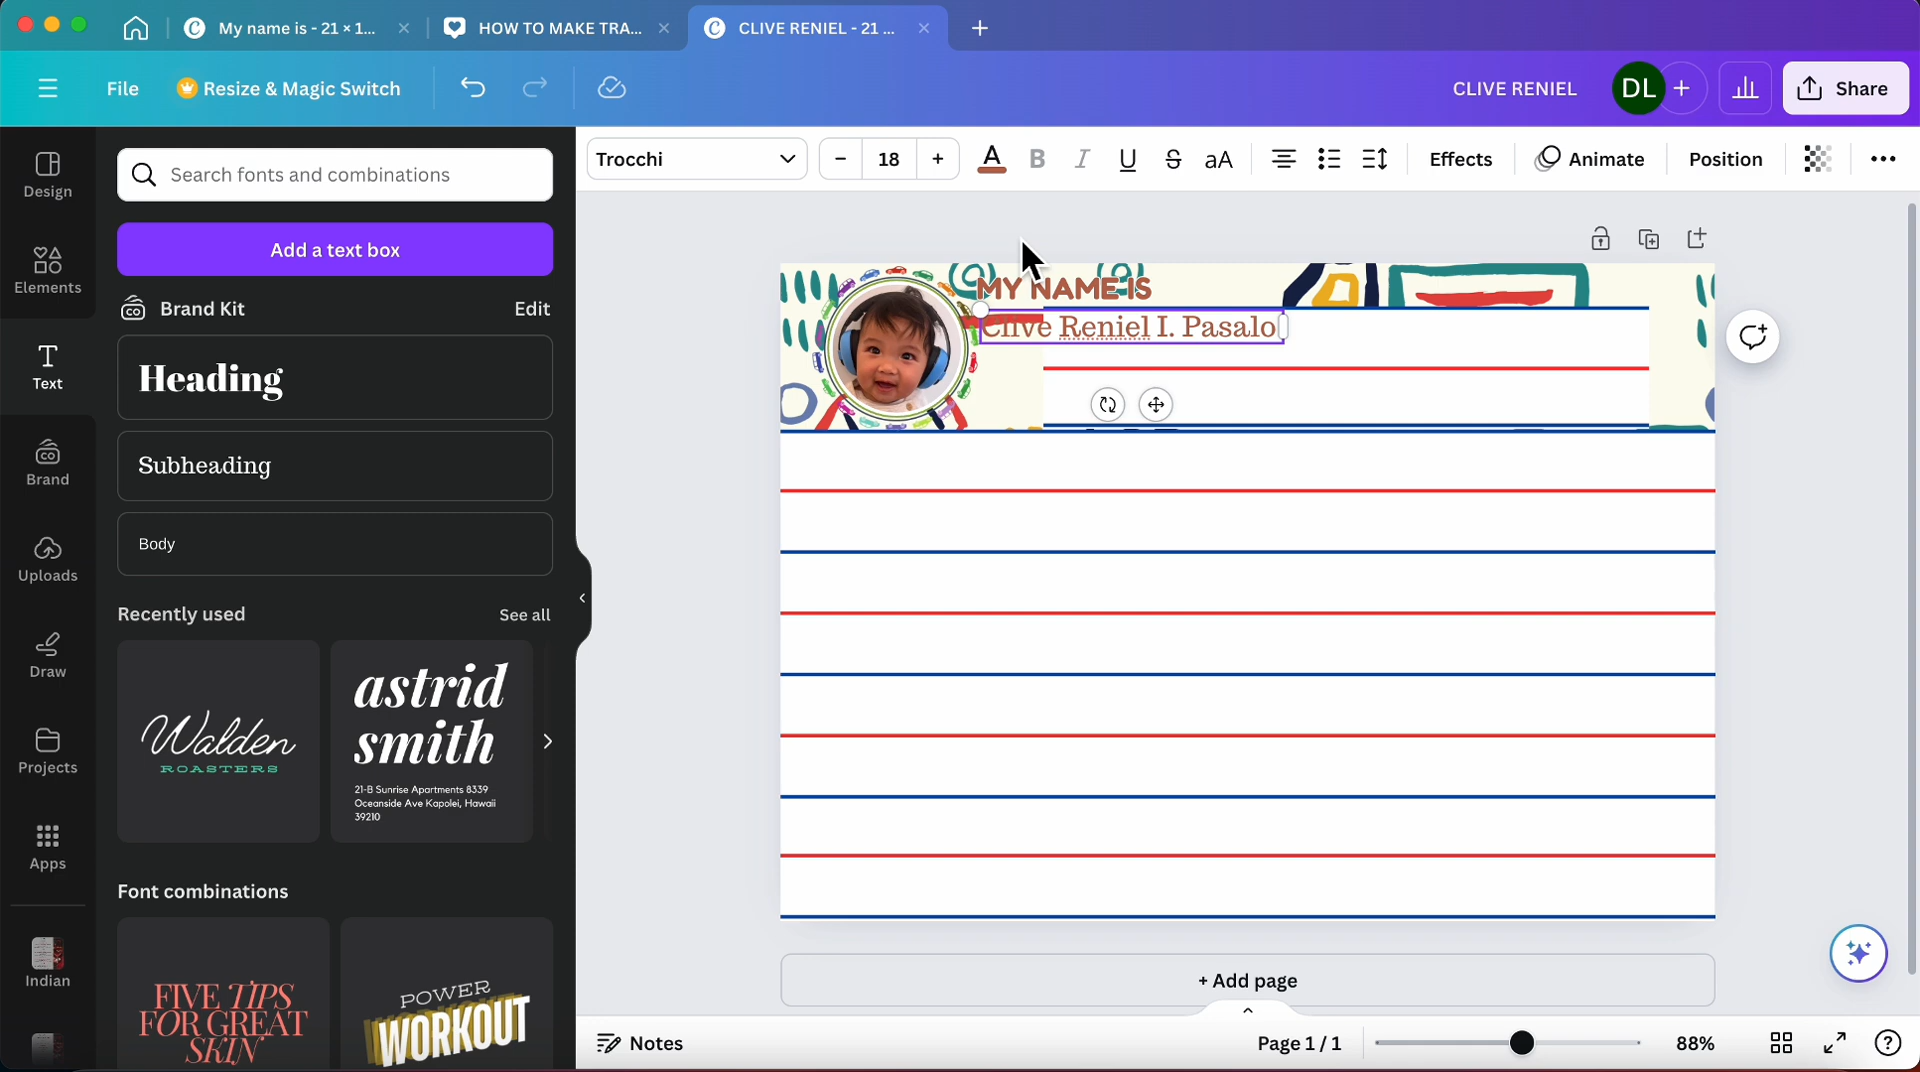 My name is - 21 × 1...
HOW TO MAKE TRA...
CLIVE RENIEL - 21 ...
File
Resize & Magic Switch
CLIVE RENIEL
DL
Share
Trocchi
18
A
B
I
U
S
aA
Effects
Animate
Position
Search fonts and combinations
Add a text box
Brand Kit
Edit
Heading
Subheading
Body
Recently used
See all
Walden
ROASTERS
astrid
smith
21-B Sunrise Apartments 8339
Oceanside Ave Kapolei, Hawaii
39210
Font combinations
FIVE TIPS
FOR GREAT
SKIN
POWER
WORKOUT
Design
Elements
Text
Brand
Uploads
Draw
Projects
Apps
Indian
MY NAME IS
Clive Reniel I. Pasalo
+ Add page
Notes
Page 1 / 1
88%